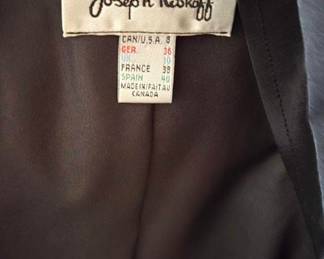 Joseph Ribkoff
CAN/U.S.A. 8
GER. 36
UK 10
FRANCE 38
SPAIN 40
MADE IN/FAIT AU
CANADA